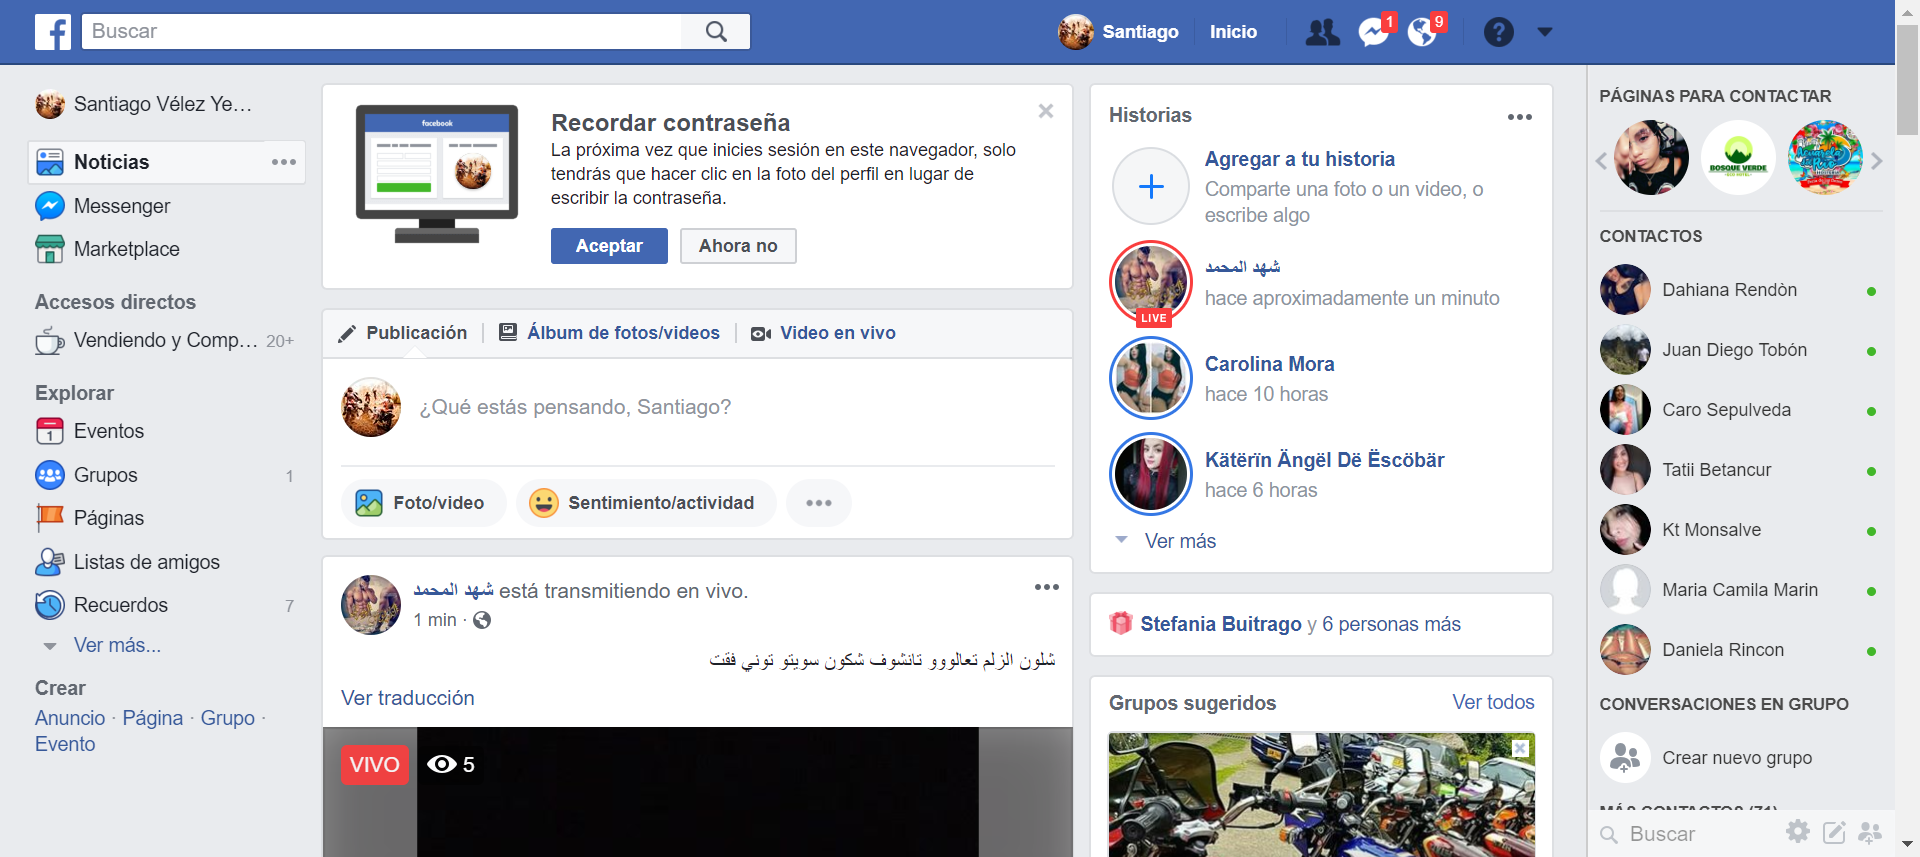 Buscar
Santiago
Inicio
1
9
Santiago Vélez Ye...
Noticias
Messenger
Marketplace
Accesos directos
Vendiendo y Comp... 20+
Explorar
1
Eventos
Grupos 1
Páginas
Listas de amigos
Recuerdos 7
Ver más...
Crear
Anuncio · Página · Grupo ·
Evento
facebook
Recordar contraseña
La próxima vez que inicies sesión en este navegador, solo
tendrás que hacer clic en la foto del perfil en lugar de
escribir la contraseña.
Aceptar
Ahora no
Publicación
Álbum de fotos/videos
Video en vivo
¿Qué estás pensando, Santiago?
Foto/video
Sentimiento/actividad
شهد المحمد está transmitiendo en vivo.
1 min ·
شلون الزلم تعالووو تانشوف شكون سويتو توني فقت
Ver traducción
VIVO
5
Historias
Agregar a tu historia
Comparte una foto o un video, o
escribe algo
شهد المحمد
hace aproximadamente un minuto
LIVE
Carolina Mora
hace 10 horas
Kätërïn Ängël Dë Ëscöbär
hace 6 horas
Ver más
Stefania Buitrago y 6 personas más
Grupos sugeridos
Ver todos
PÁGINAS PARA CONTACTAR
BOSQUE VERDE
CONTACTOS
Dahiana Rendòn
Juan Diego Tobón
Caro Sepulveda
Tatii Betancur
Kt Monsalve
Maria Camila Marin
Daniela Rincon
CONVERSACIONES EN GRUPO
Crear nuevo grupo
MÁS CONTACTOS (71)
Buscar